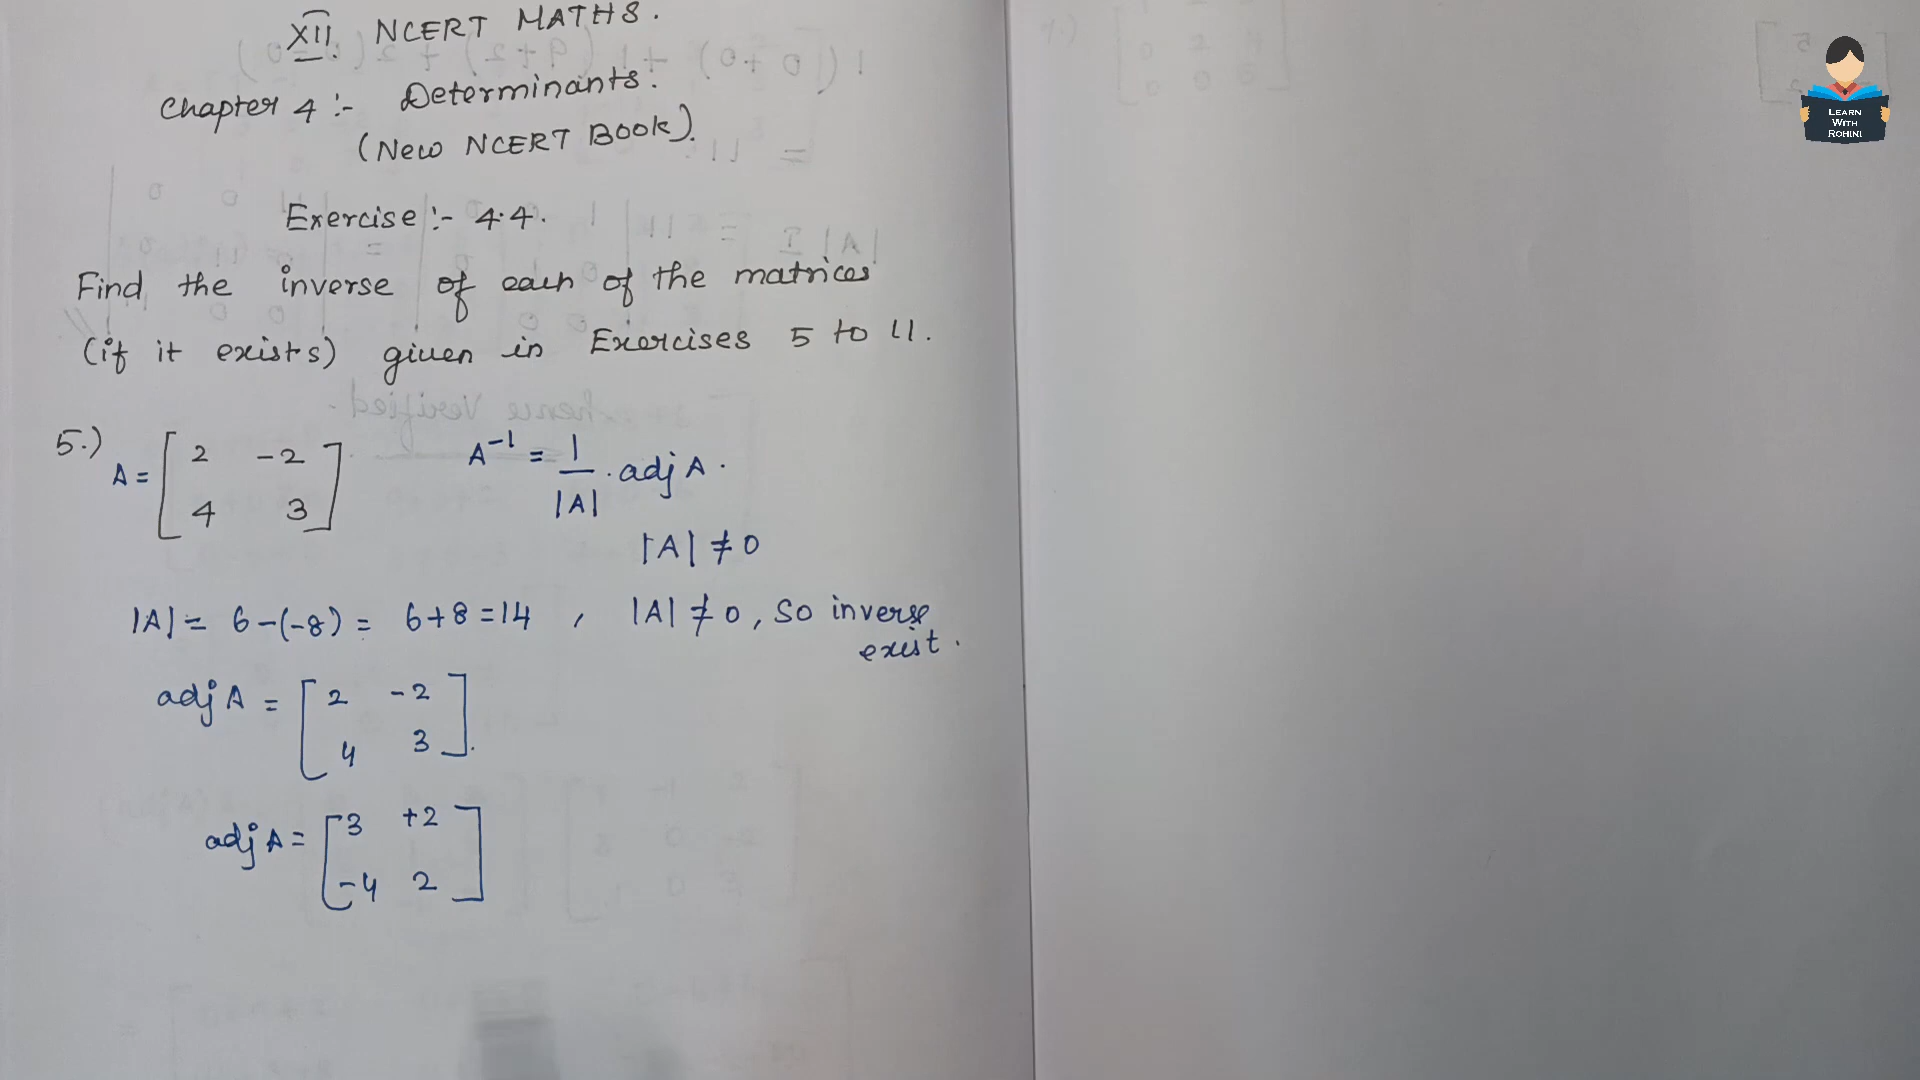 XII NCERT MATHS.
Chapter 4 :- Determinants.
(New NCERT Book).
Exercise :- 4.4.
Find the inverse of each of the matrices
(if it exists) given in Exercises 5 to 11.
5.) A = [ 2 -2
4 3 ]
A⁻¹ = 1/|A| . adj A .
|A| ≠ 0
|A| = 6-(-8) = 6+8 = 14 , |A| ≠ 0, So inverse
exist .
adj A = [ 2 -2
4 3 ].
adj A = [ 3 +2
-4 2 ]
LEARN
WITH
ROHINI